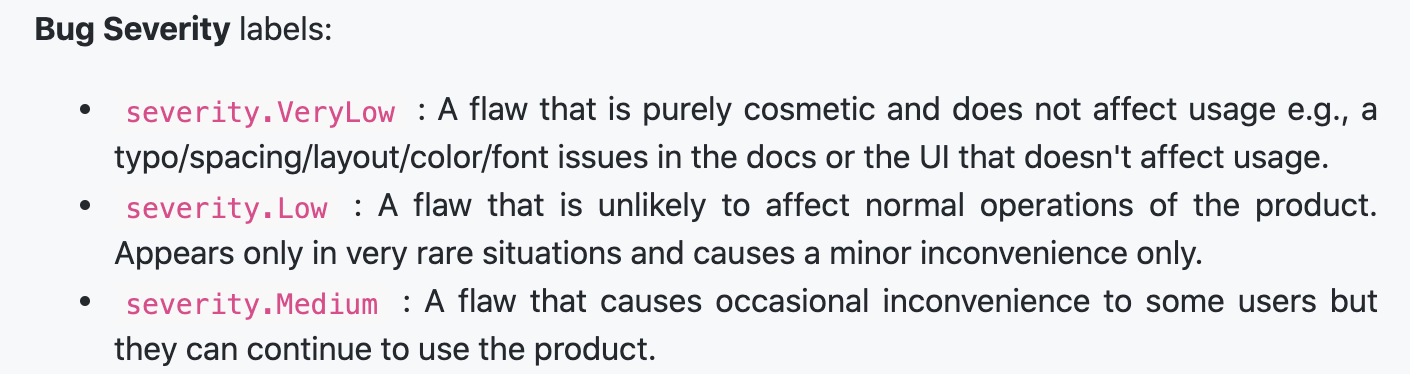 Bug Severity labels:
• severity.VeryLow : A flaw that is purely cosmetic and does not affect usage e.g., a
typo/spacing/layout/color/font issues in the docs or the UI that doesn't affect usage.
• severity.Low : A flaw that is unlikely to affect normal operations of the product.
Appears only in very rare situations and causes a minor inconvenience only.
• severity.Medium : A flaw that causes occasional inconvenience to some users but
they can continue to use the product.